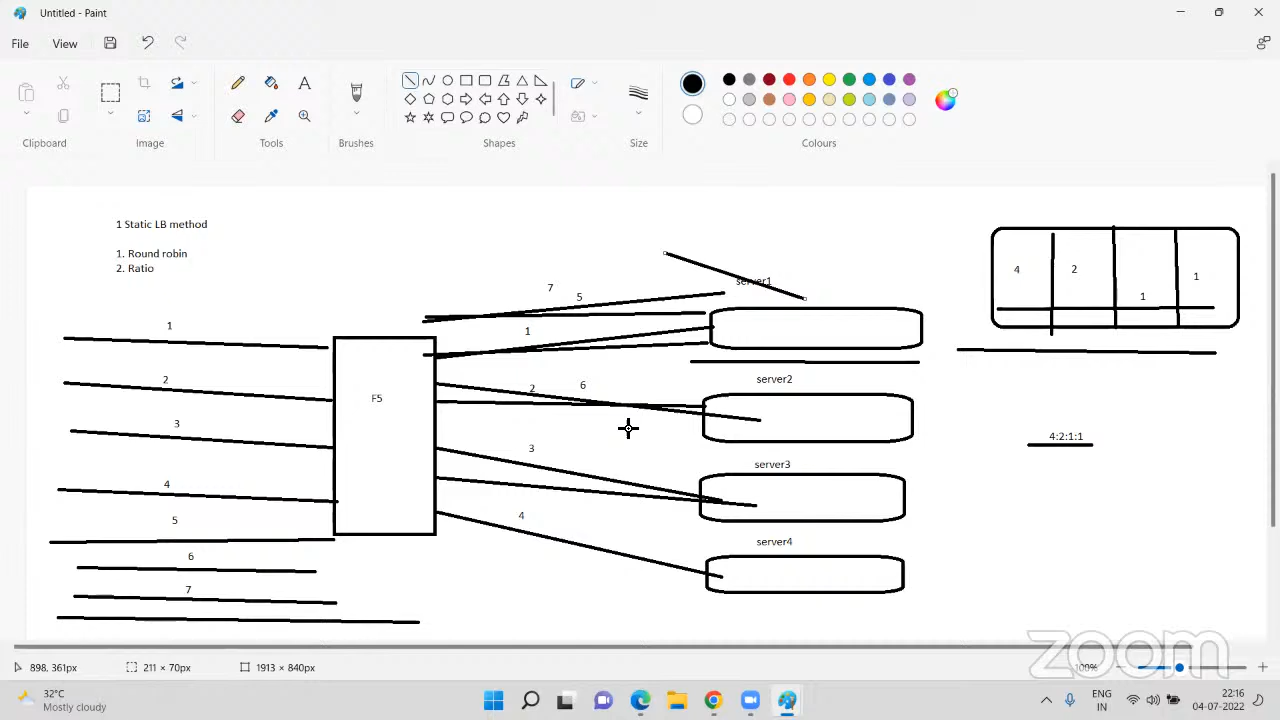 Untitled - Paint
File
View
Clipboard
Image
Tools
Brushes
Shapes
Size
Colours
A
1 Static LB method
1. Round robin
2. Ratio
1
2
3
4
5
6
7
F5
7
5
1
2
6
3
4
server1
server2
server3
server4
4
2
1
1
4:2:1:1
zoom
898, 361px
211 × 70px
1913 × 840px
100%
32°C
Mostly cloudy
ENG
IN
22:16
04-07-2022